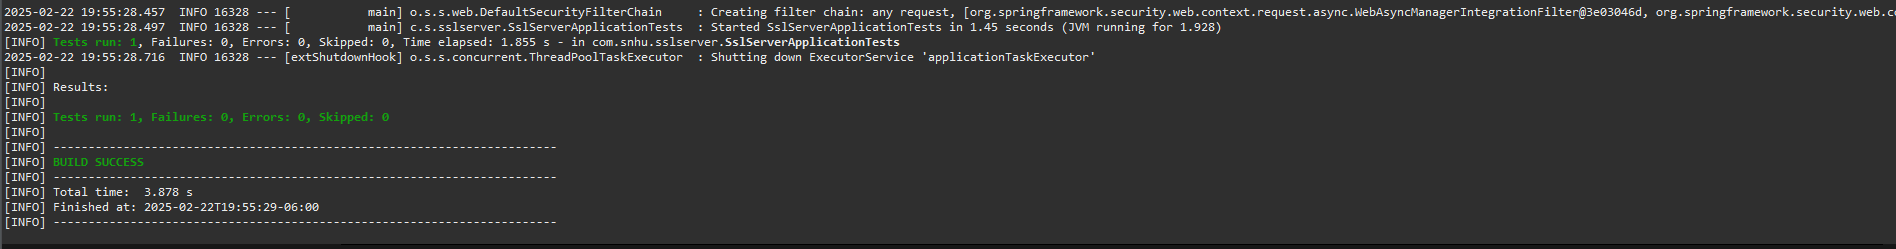 2025-02-22 19:55:28.457  INFO 16328 --- [           main] o.s.s.web.DefaultSecurityFilterChain     : Creating filter chain: any request, [org.springframework.security.web.context.request.async.WebAsyncManagerIntegrationFilter@3e03046d, org.springframework.security.web.c
2025-02-22 19:55:28.497  INFO 16328 --- [           main] c.s.sslserver.SslServerApplicationTests  : Started SslServerApplicationTests in 1.45 seconds (JVM running for 1.928)
[INFO] Tests run: 1, Failures: 0, Errors: 0, Skipped: 0, Time elapsed: 1.855 s - in com.snhu.sslserver.SslServerApplicationTests
2025-02-22 19:55:28.716  INFO 16328 --- [extShutdownHook] o.s.s.concurrent.ThreadPoolTaskExecutor  : Shutting down ExecutorService 'applicationTaskExecutor'
[INFO]
[INFO] Results:
[INFO]
[INFO] Tests run: 1, Failures: 0, Errors: 0, Skipped: 0
[INFO]
[INFO] ------------------------------------------------------------------------
[INFO] BUILD SUCCESS
[INFO] ------------------------------------------------------------------------
[INFO] Total time:  3.878 s
[INFO] Finished at: 2025-02-22T19:55:29-06:00
[INFO] ------------------------------------------------------------------------